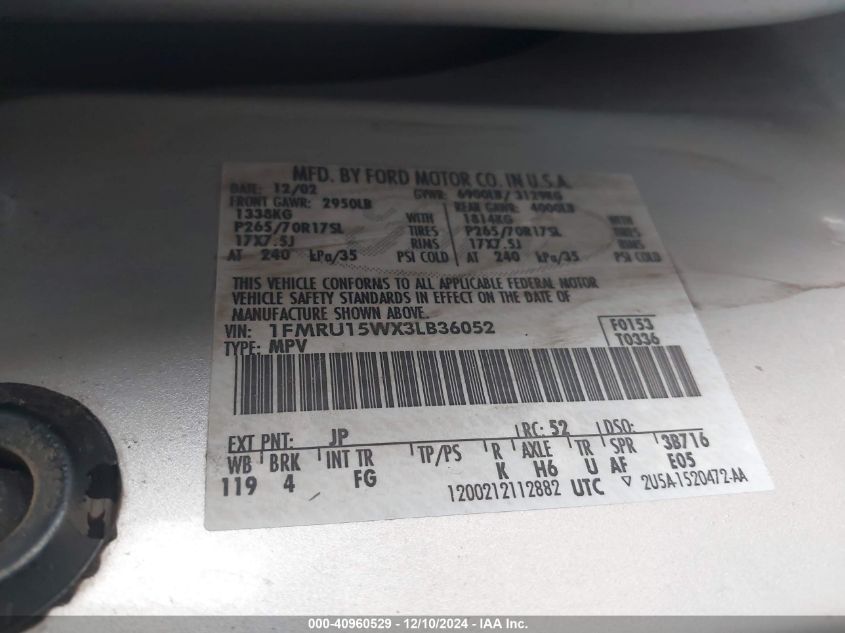 MFD. BY FORD MOTOR CO. IN U.S.A.
DATE: 12/02 GVWR: 6900LB/ 3129KG
FRONT GAWR: 2950LB REAR GAWR: 4000LB
1338KG WITH 1814KG WITH
P265/70R17SL TIRES P265/70R17SL TIRES
17X7.5J RIMS 17X7.5J RIMS
AT 240 kPa/35 PSI COLD AT 240 kPa/35 PSI COLD
THIS VEHICLE CONFORMS TO ALL APPLICABLE FEDERAL MOTOR
VEHICLE SAFETY STANDARDS IN EFFECT ON THE DATE OF
MANUFACTURE SHOWN ABOVE.
VIN: 1FMRU15WX3LB36052 F0153
TYPE: MPV T0336
EXT PNT: JP RC: 52 DSO:
WB BRK INT TR TP/PS R AXLE TR SPR 3B716
119 4 FG K H6 U AF E05
1200212112882 UTC ▽ 2U5A-1520472-AA
000-40960529 - 12/10/2024 - IAA Inc.